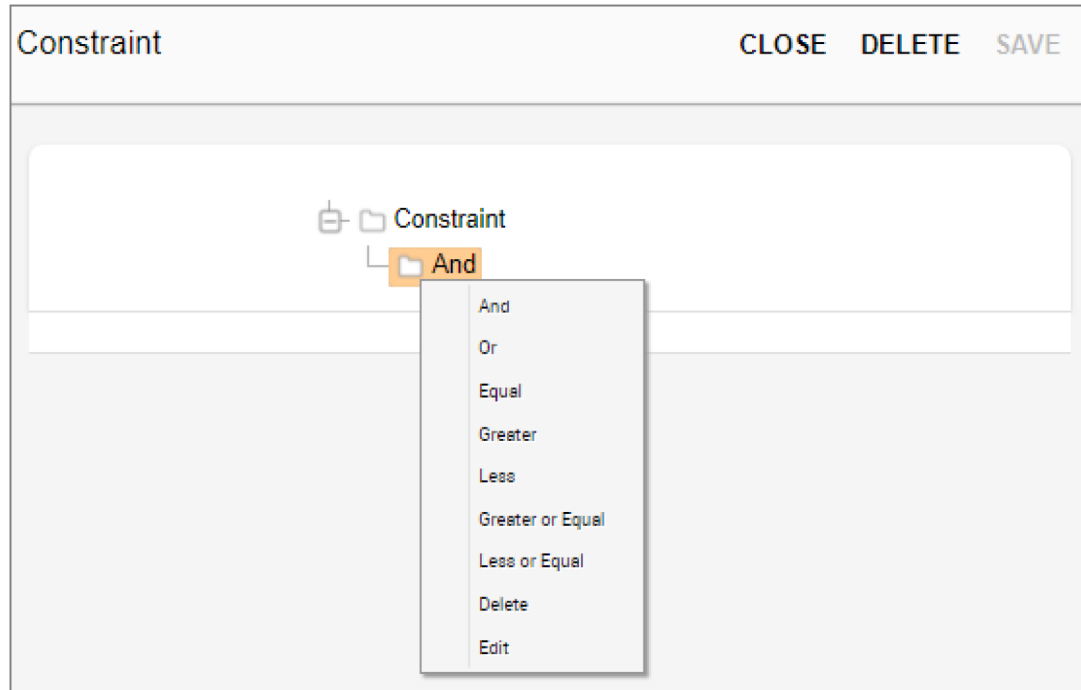 Constraint CLOSE DELETE SAVE
Constraint
And
And
Or
Equal
Greater
Less
Greater or Equal
Less or Equal
Delete
Edit